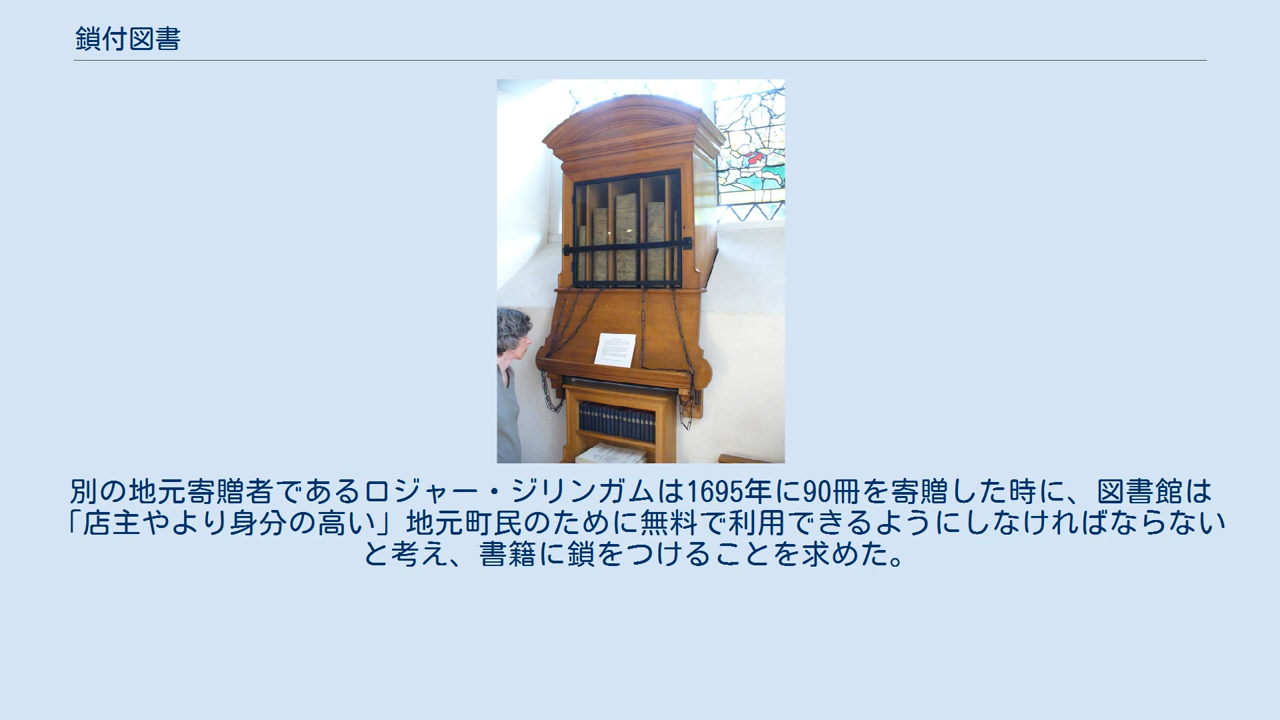 鎖付図書
別の地元寄贈者であるロジャー・ジリンガムは1695年に90冊を寄贈した時に、図書館は
「店主やより身分の高い」地元町民のために無料で利用できるようにしなければならない
と考え、書籍に鎖をつけることを求めた。